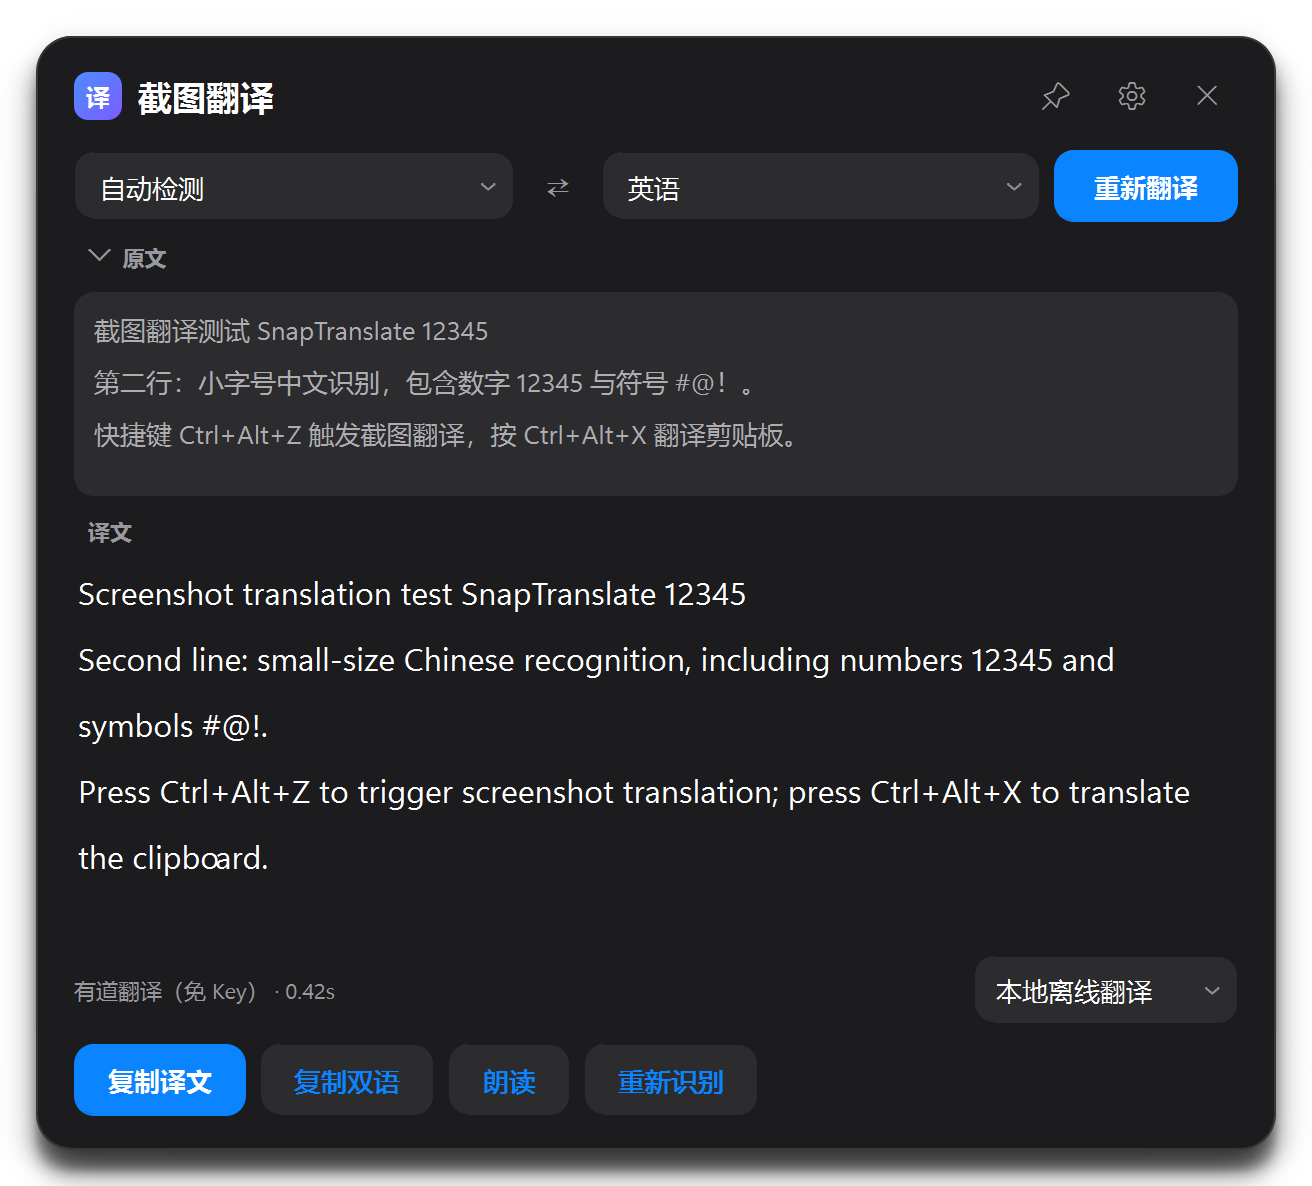 译 截图翻译
自动检测 ⇄ 英语 重新翻译
原文
截图翻译测试 SnapTranslate 12345
第二行：小字号中文识别，包含数字 12345 与符号 #@！。
快捷键 Ctrl+Alt+Z 触发截图翻译，按 Ctrl+Alt+X 翻译剪贴板。
译文
Screenshot translation test SnapTranslate 12345
Second line: small-size Chinese recognition, including numbers 12345 and
symbols #@!.
Press Ctrl+Alt+Z to trigger screenshot translation; press Ctrl+Alt+X to translate
the clipboard.
有道翻译（免 Key） · 0.42s 本地离线翻译
复制译文 复制双语 朗读 重新识别